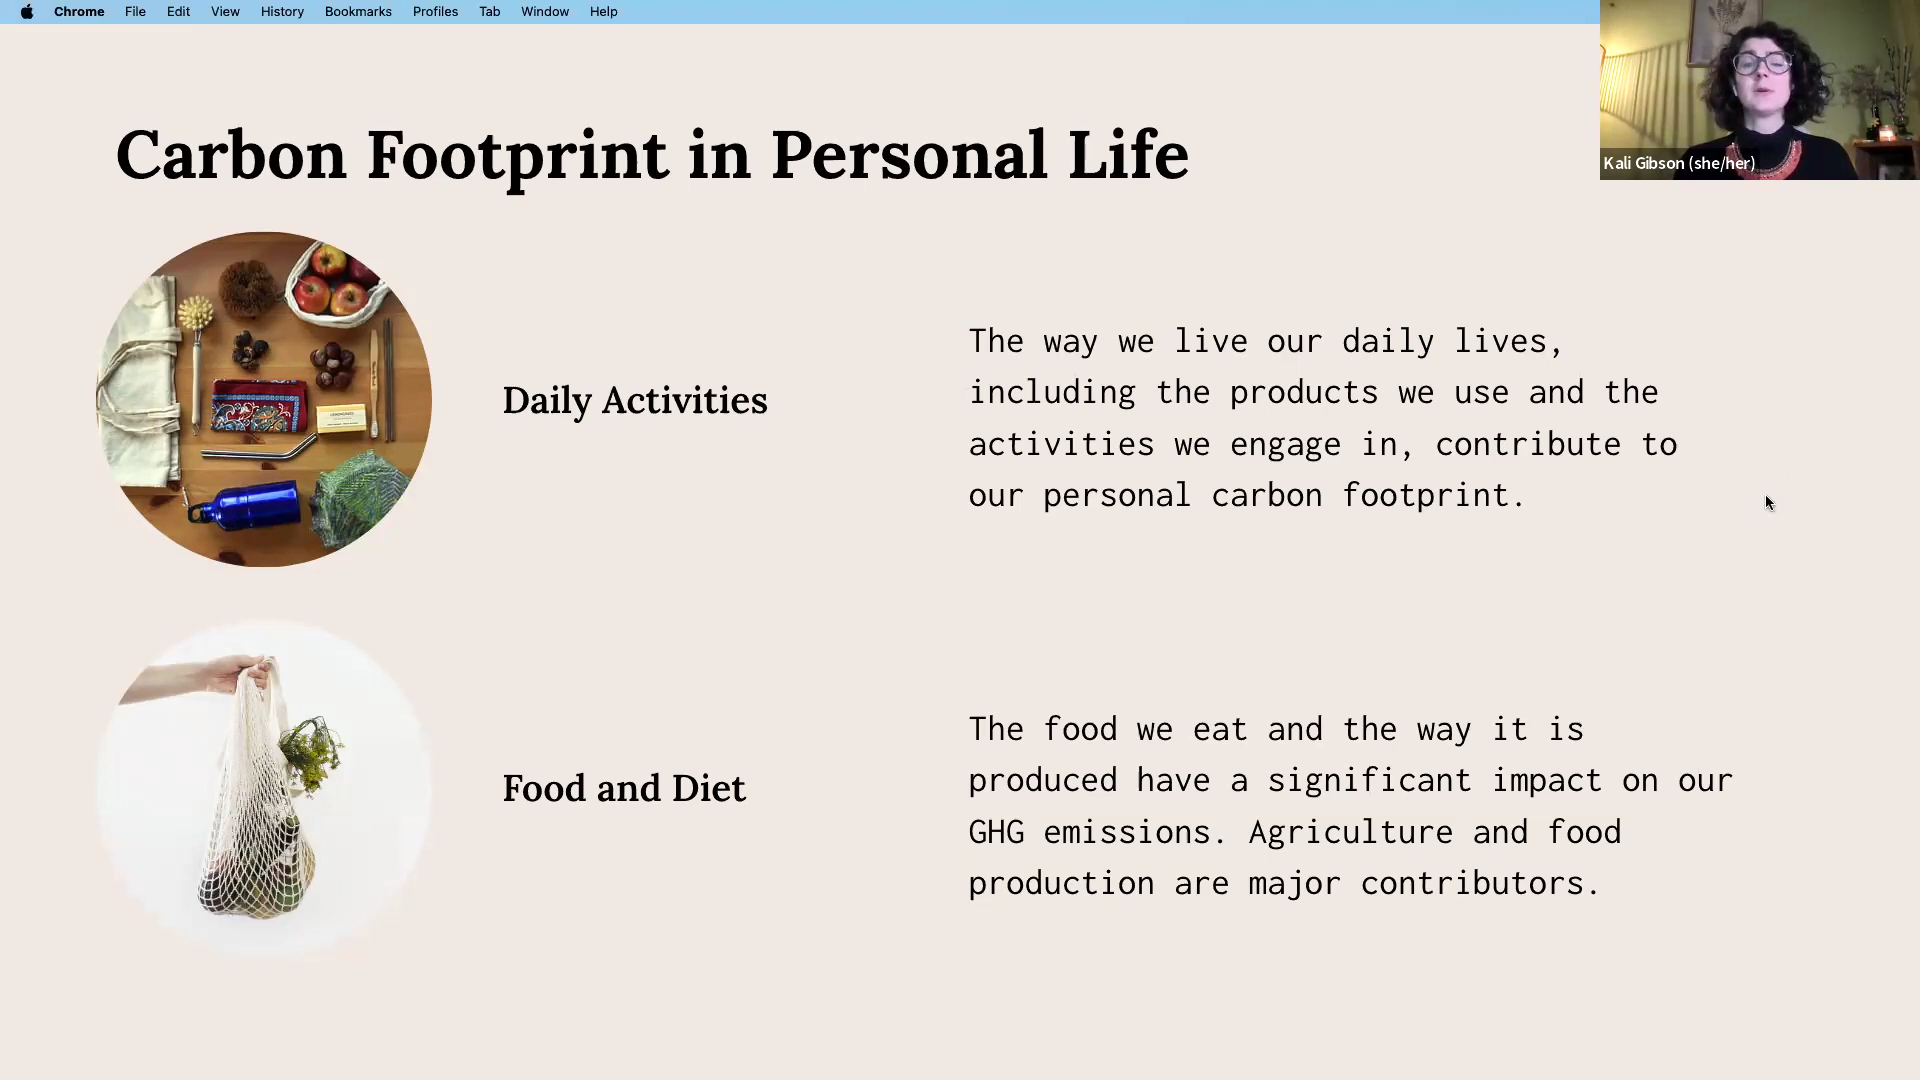 Chrome File Edit View History Bookmarks Profiles Tab Window Help
Kali Gibson (she/her)
Carbon Footprint in Personal Life
Daily Activities
The way we live our daily lives,
including the products we use and the
activities we engage in, contribute to
our personal carbon footprint.
Food and Diet
The food we eat and the way it is
produced have a significant impact on our
GHG emissions. Agriculture and food
production are major contributors.